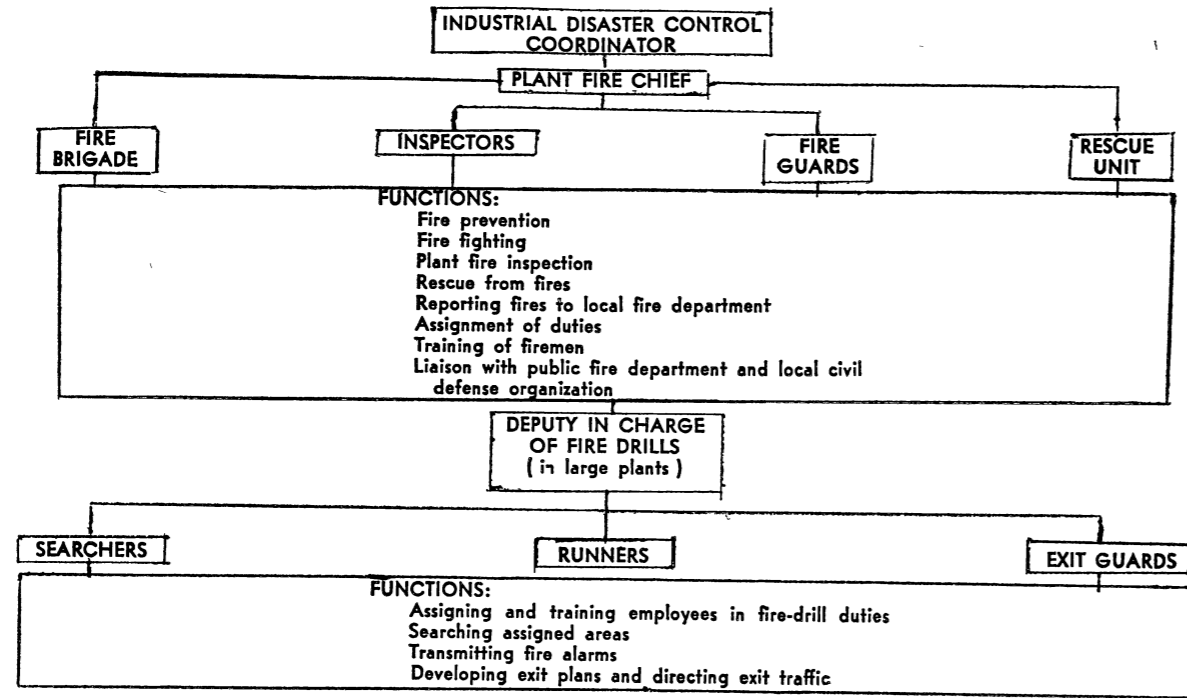 INDUSTRIAL DISASTER CONTROL
COORDINATOR
PLANT FIRE CHIEF
FIRE
BRIGADE
INSPECTORS
FIRE
GUARDS
RESCUE
UNIT
FUNCTIONS:
Fire prevention
Fire fighting
Plant fire inspection
Rescue from fires
Reporting fires to local fire department
Assignment of duties
Training of firemen
Liaison with public fire department and local civil
defense organization
DEPUTY IN CHARGE
OF FIRE DRILLS
(in large plants)
SEARCHERS
RUNNERS
EXIT GUARDS
FUNCTIONS:
Assigning and training employees in fire-drill duties
Searching assigned areas
Transmitting fire alarms
Developing exit plans and directing exit traffic